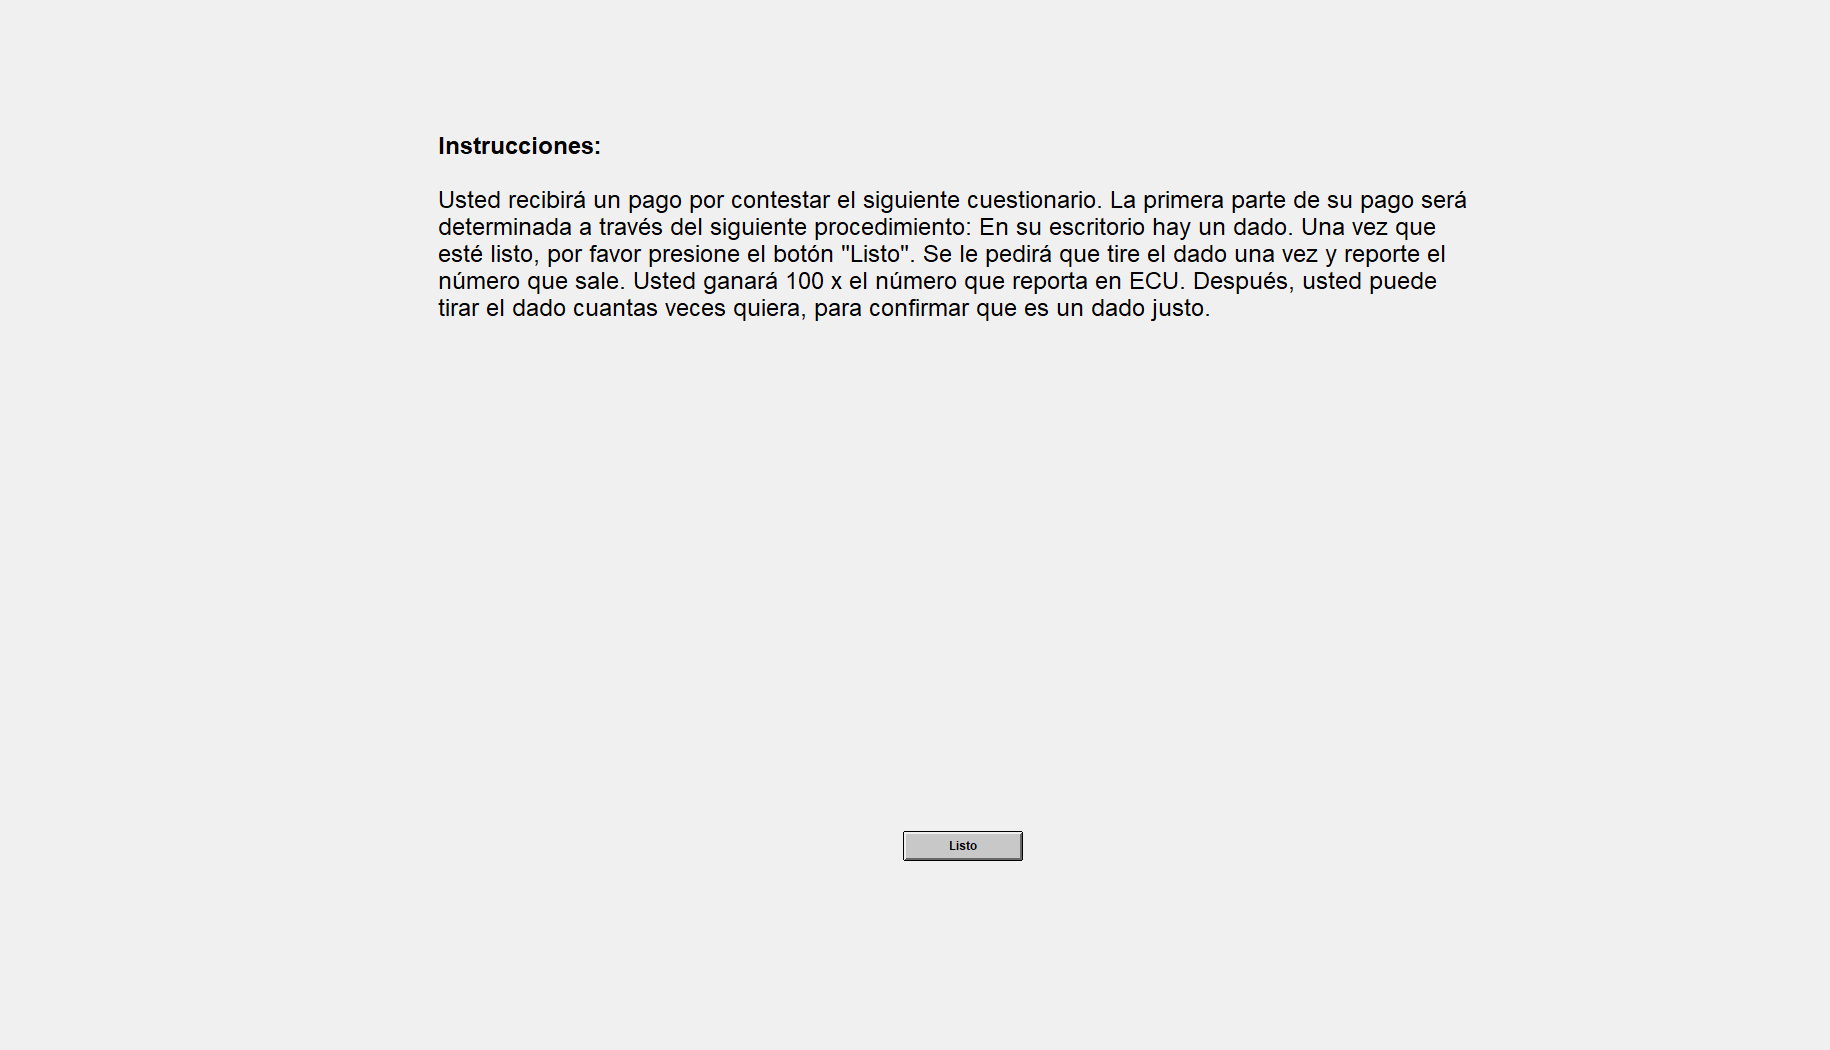 Instrucciones:
Usted recibirá un pago por contestar el siguiente cuestionario. La primera parte de su pago será
determinada a través del siguiente procedimiento: En su escritorio hay un dado. Una vez que
esté listo, por favor presione el botón "Listo". Se le pedirá que tire el dado una vez y reporte el
número que sale. Usted ganará 100 x el número que reporta en ECU. Después, usted puede
tirar el dado cuantas veces quiera, para confirmar que es un dado justo.
Listo